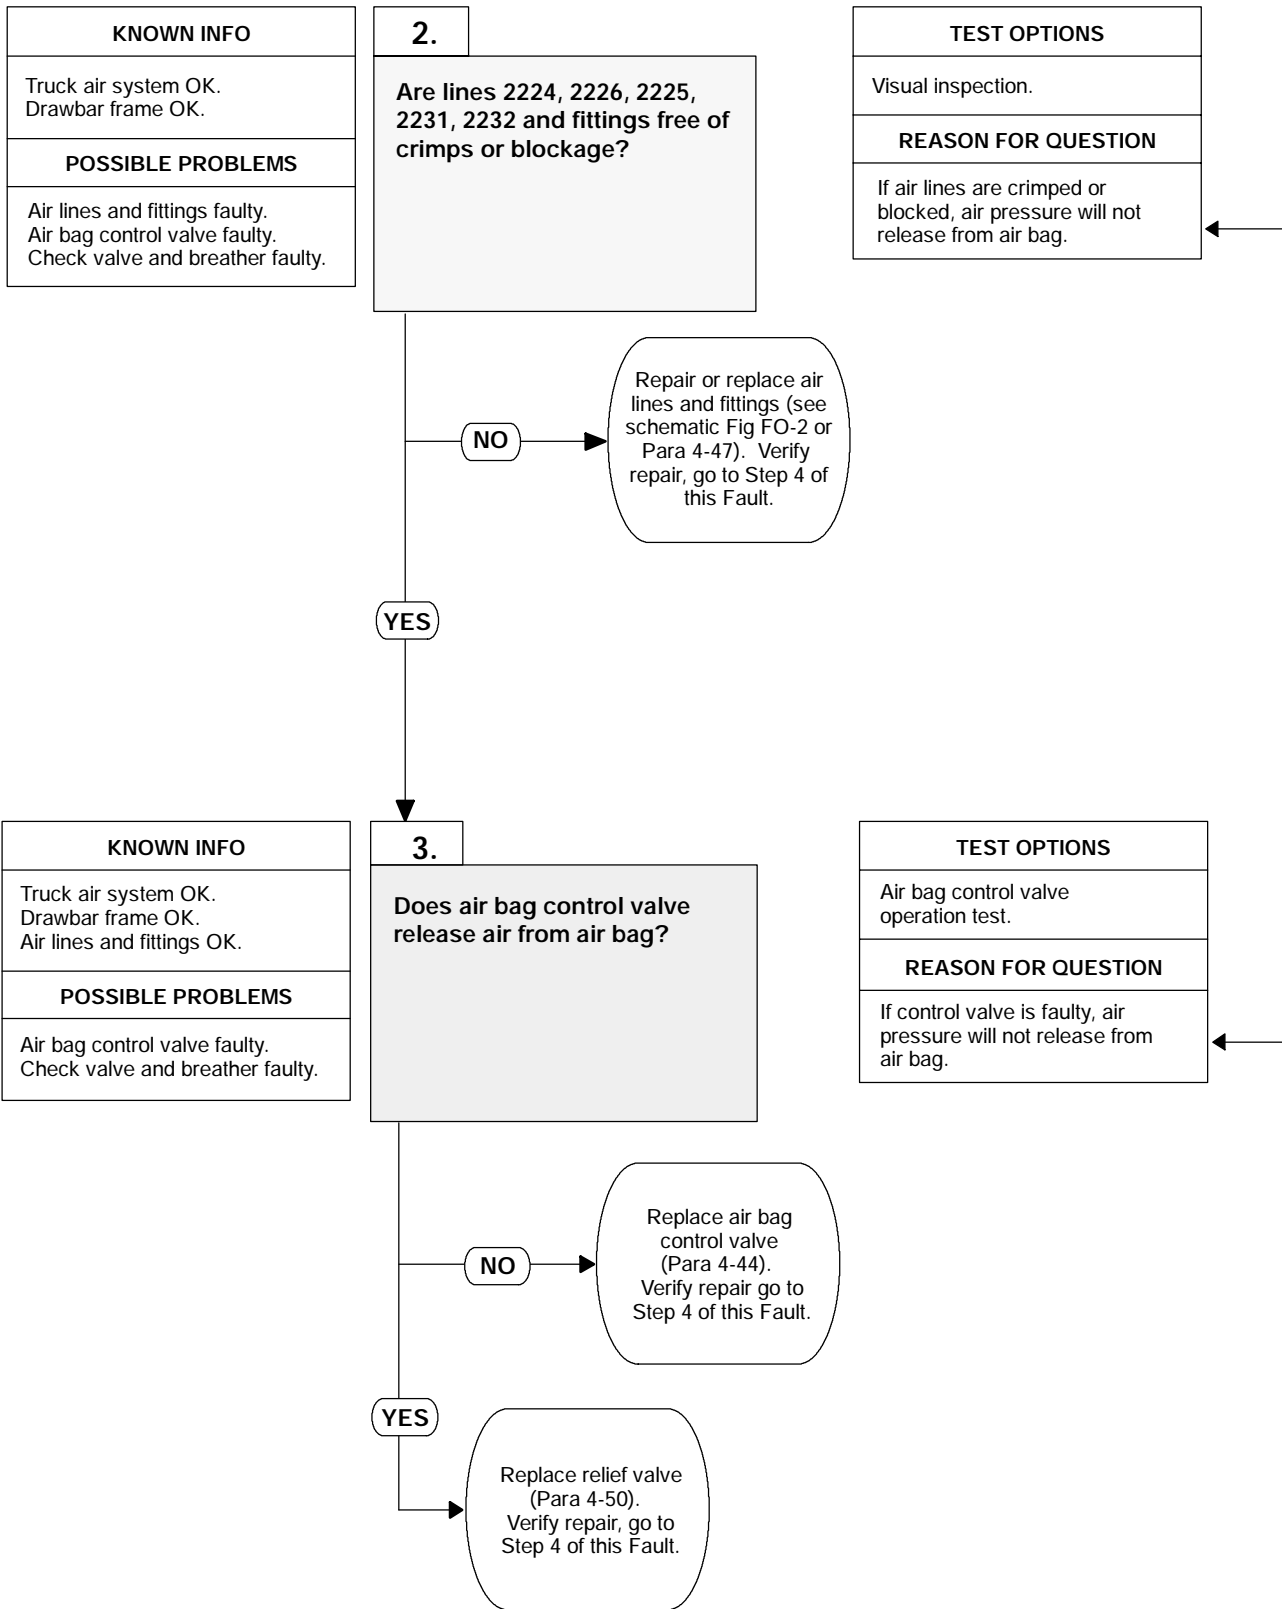 KNOWN INFO
Truck air system OK.
Drawbar frame OK.
POSSIBLE PROBLEMS
Air lines and fittings faulty.
Air bag control valve faulty.
Check valve and breather faulty.
2.
Are lines 2224, 2226, 2225,
2231, 2232 and fittings free of
crimps or blockage?
TEST OPTIONS
Visual inspection.
REASON FOR QUESTION
If air lines are crimped or
blocked, air pressure will not
release from air bag.
NO
Repair or replace air
lines and fittings (see
schematic Fig FO-2 or
Para 4-47). Verify
repair, go to Step 4 of
this Fault.
YES
KNOWN INFO
Truck air system OK.
Drawbar frame OK.
Air lines and fittings OK.
POSSIBLE PROBLEMS
Air bag control valve faulty.
Check valve and breather faulty.
3.
Does air bag control valve
release air from air bag?
TEST OPTIONS
Air bag control valve
operation test.
REASON FOR QUESTION
If control valve is faulty, air
pressure will not release from
air bag.
NO
Replace air bag
control valve
(Para 4-44).
Verify repair go to
Step 4 of this Fault.
YES
Replace relief valve
(Para 4-50).
Verify repair, go to
Step 4 of this Fault.